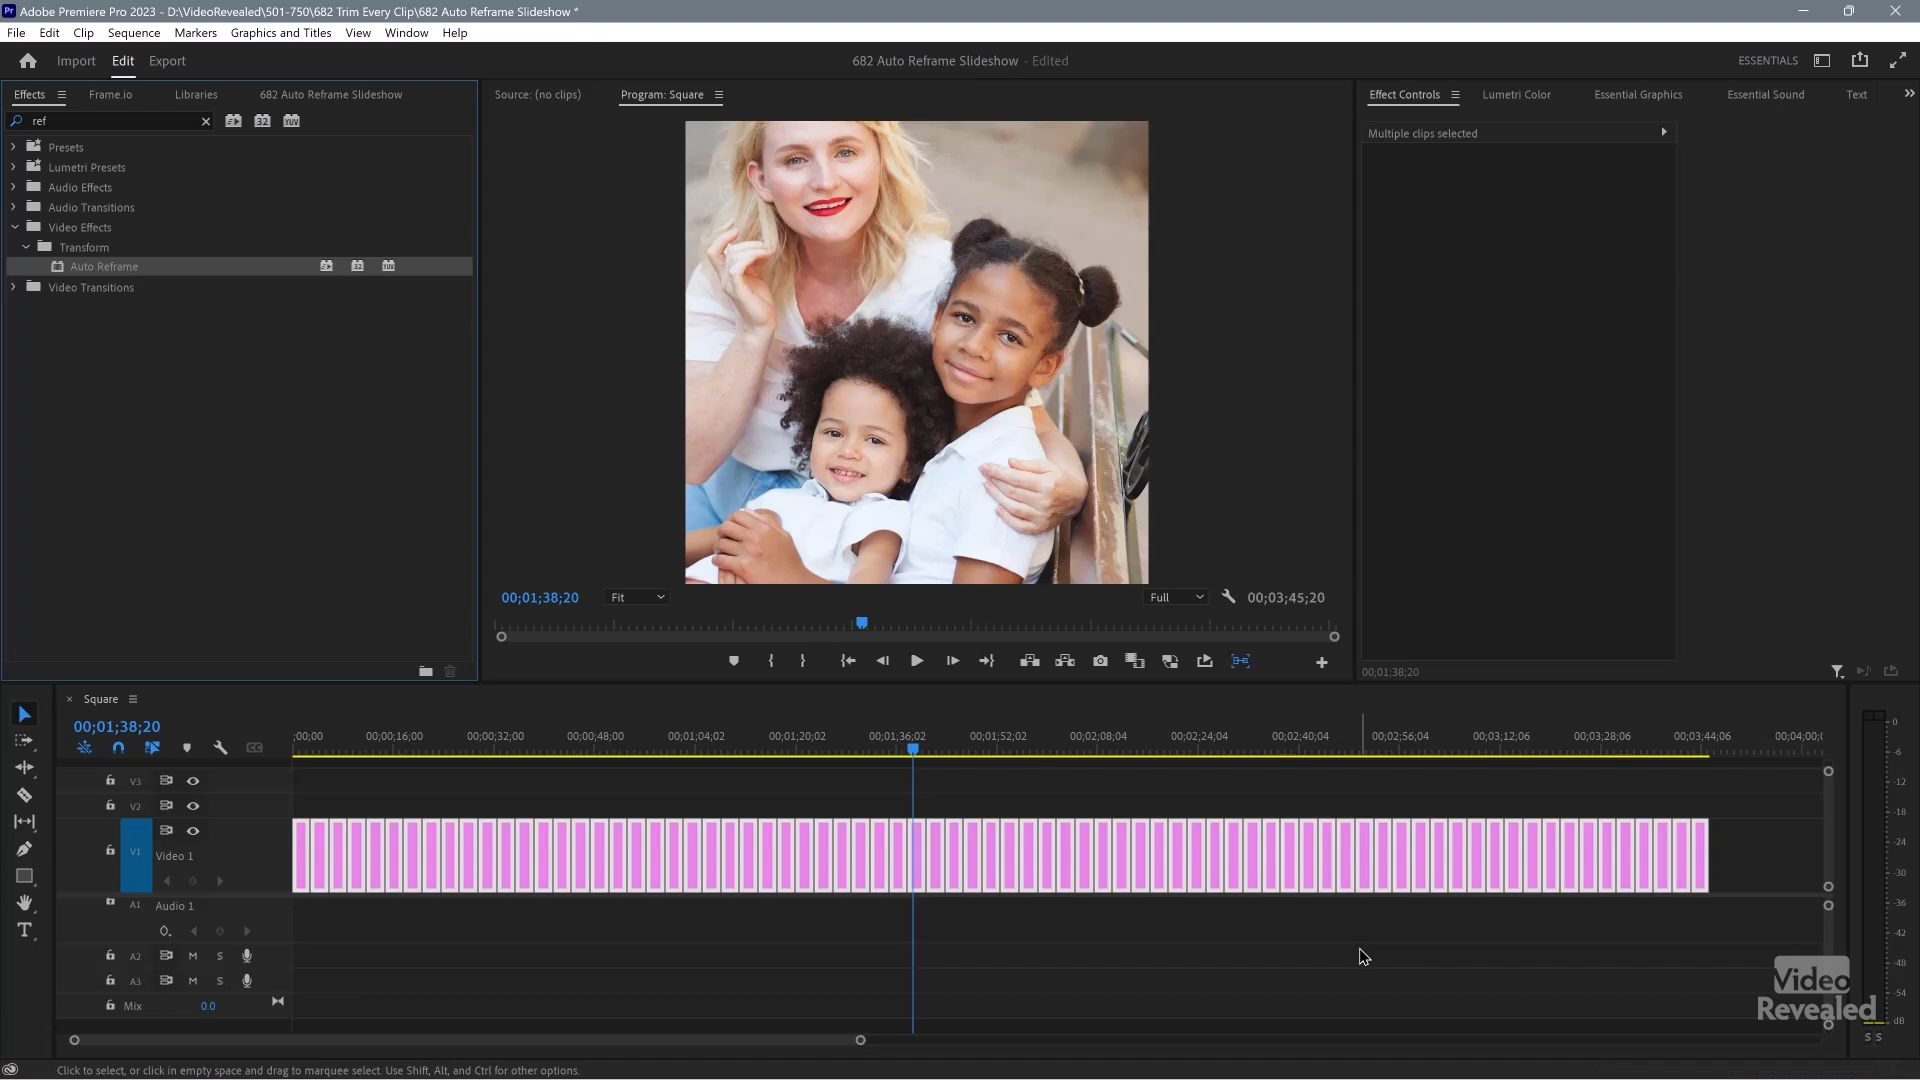 Pr Adobe Premiere Pro 2023 - D:\VideoRevealed\501-750\682 Trim Every Clip\682 Auto Reframe Slideshow *
File Edit Clip Sequence Markers Graphics and Titles View Window Help
Import Edit Export
682 Auto Reframe Slideshow - Edited
ESSENTIALS
Effects Frame.io Libraries 682 Auto Reframe Slideshow
Source: (no clips) Program: Square
Effect Controls Lumetri Color Essential Graphics Essential Sound Text
ref
32 YUV
Multiple clips selected
Presets
Lumetri Presets
Audio Effects
Audio Transitions
Video Effects
Transform
Auto Reframe
Video Transitions
00;01;38;20 Fit Full 00;03;45;20
00;01;38;20
Square
00;01;38;20
;00;00 00;00;16;00 00;00;32;00 00;00;48;00 00;01;04;02 00;01;20;02 00;01;36;02 00;01;52;02 00;02;08;04 00;02;24;04 00;02;40;04 00;02;56;04 00;03;12;06 00;03;28;06 00;03;44;06 00;04;00;0
V3
V2
V1 Video 1
A1 Audio 1
A2 M S
A3 M S
Mix 0.0
0
-6
-12
-18
-24
-30
-36
-42
-48
-54
dB
S S
Video
Revealed
Click to select, or click in empty space and drag to marquee select. Use Shift, Alt, and Ctrl for other options.